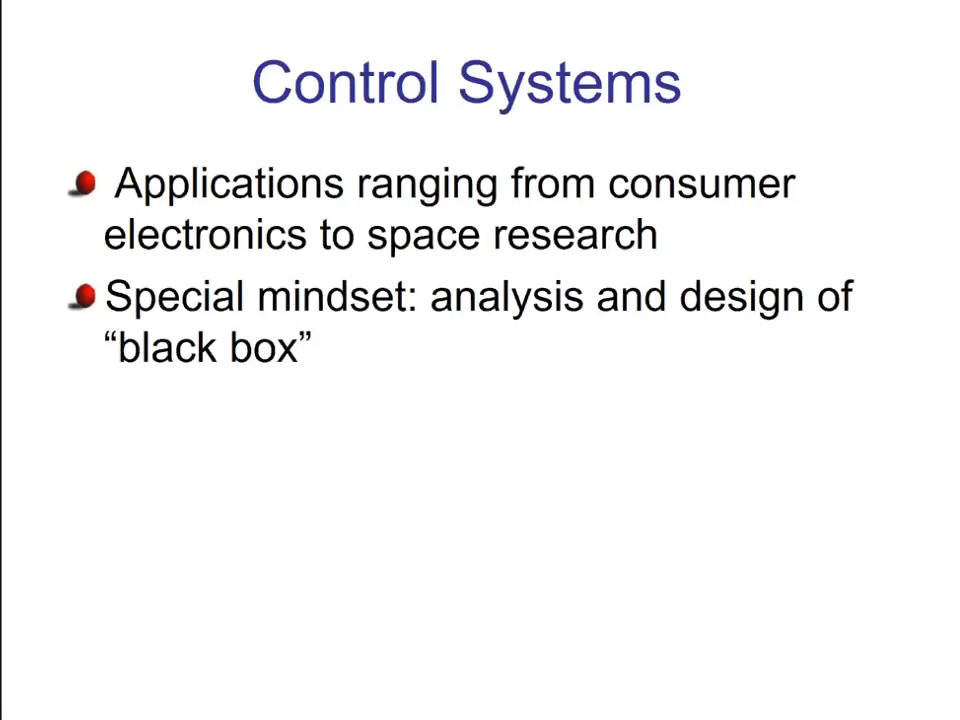 Control Systems
Applications ranging from consumer
electronics to space research
Special mindset: analysis and design of
“black box”